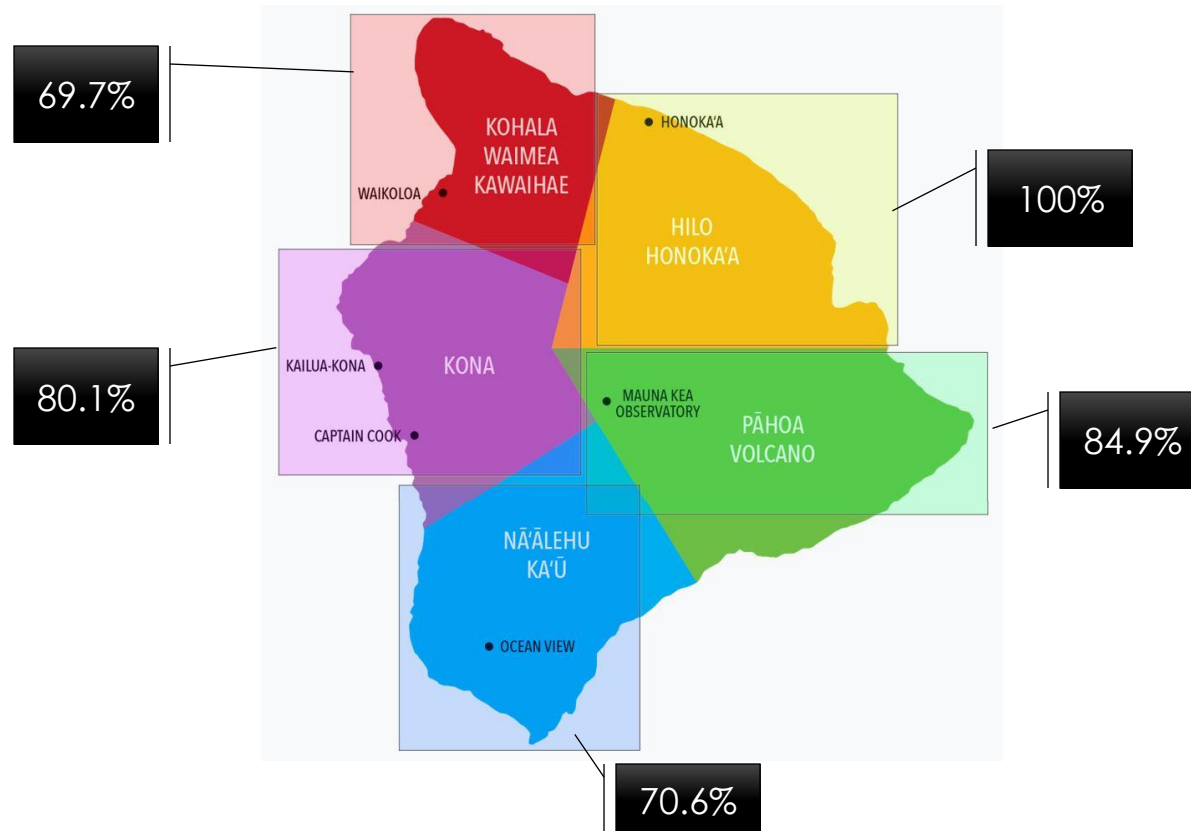 69.7%
KOHALA
WAIMEA
KAWAIHAE
WAIKOLOA
HONOKA‘A
HILO
HONOKA‘A
100%
80.1%
KAILUA-KONA
KONA
CAPTAIN COOK
MAUNA KEA
OBSERVATORY
PĀHOA
VOLCANO
84.9%
NĀ‘ĀLEHU
KA‘Ū
OCEAN VIEW
70.6%